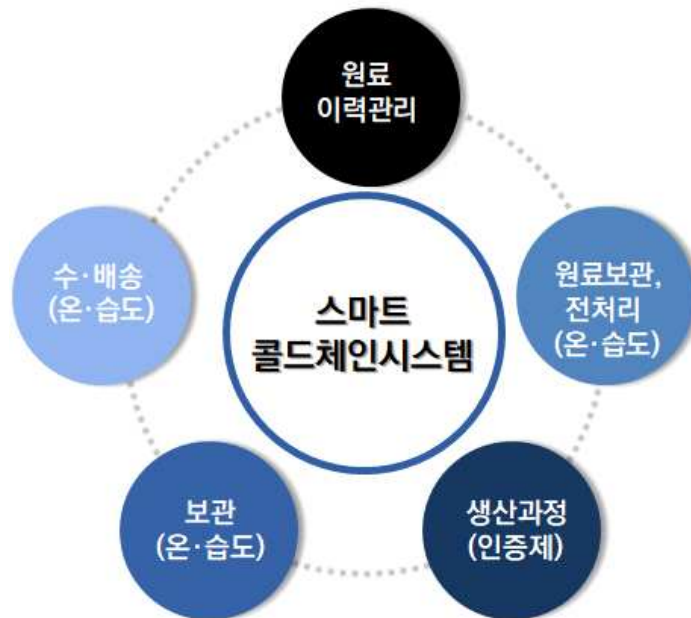 원료
이력관리
수·배송
(온·습도)
원료보관,
전처리
(온·습도)
스마트
콜드체인시스템
보관
(온·습도)
생산과정
(인증제)